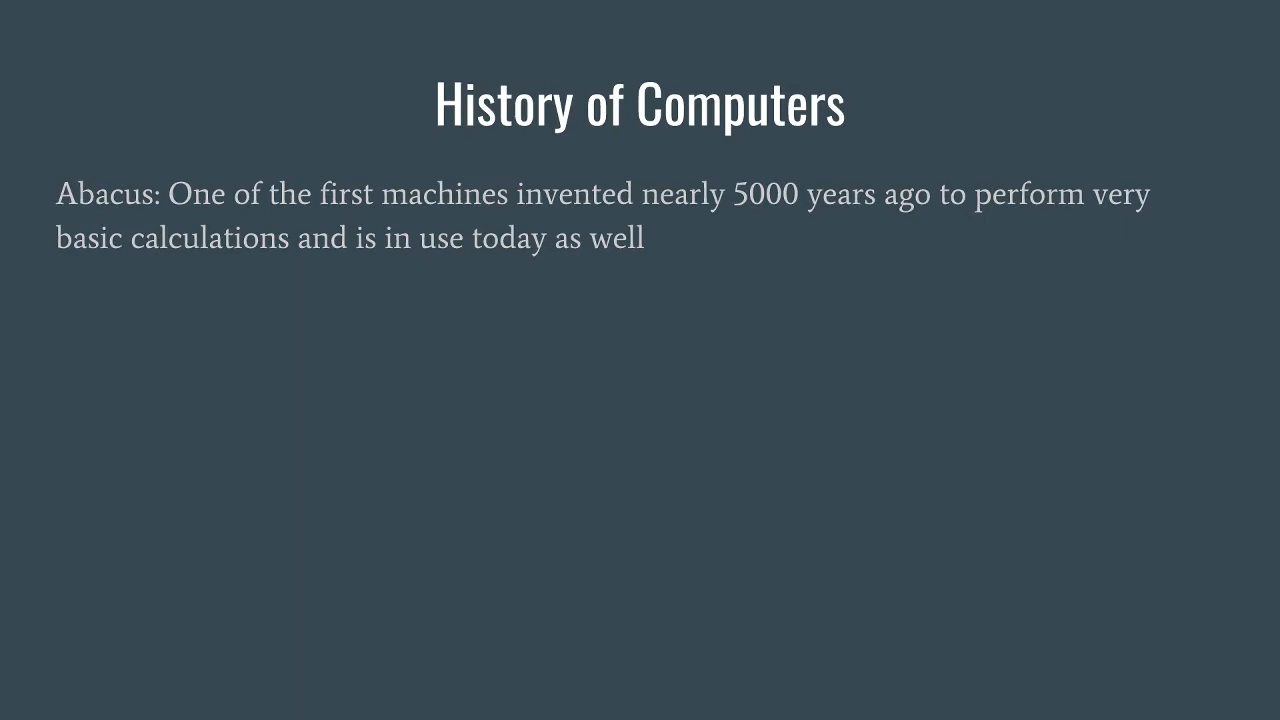 History of Computers
Abacus: One of the first machines invented nearly 5000 years ago to perform very
basic calculations and is in use today as well